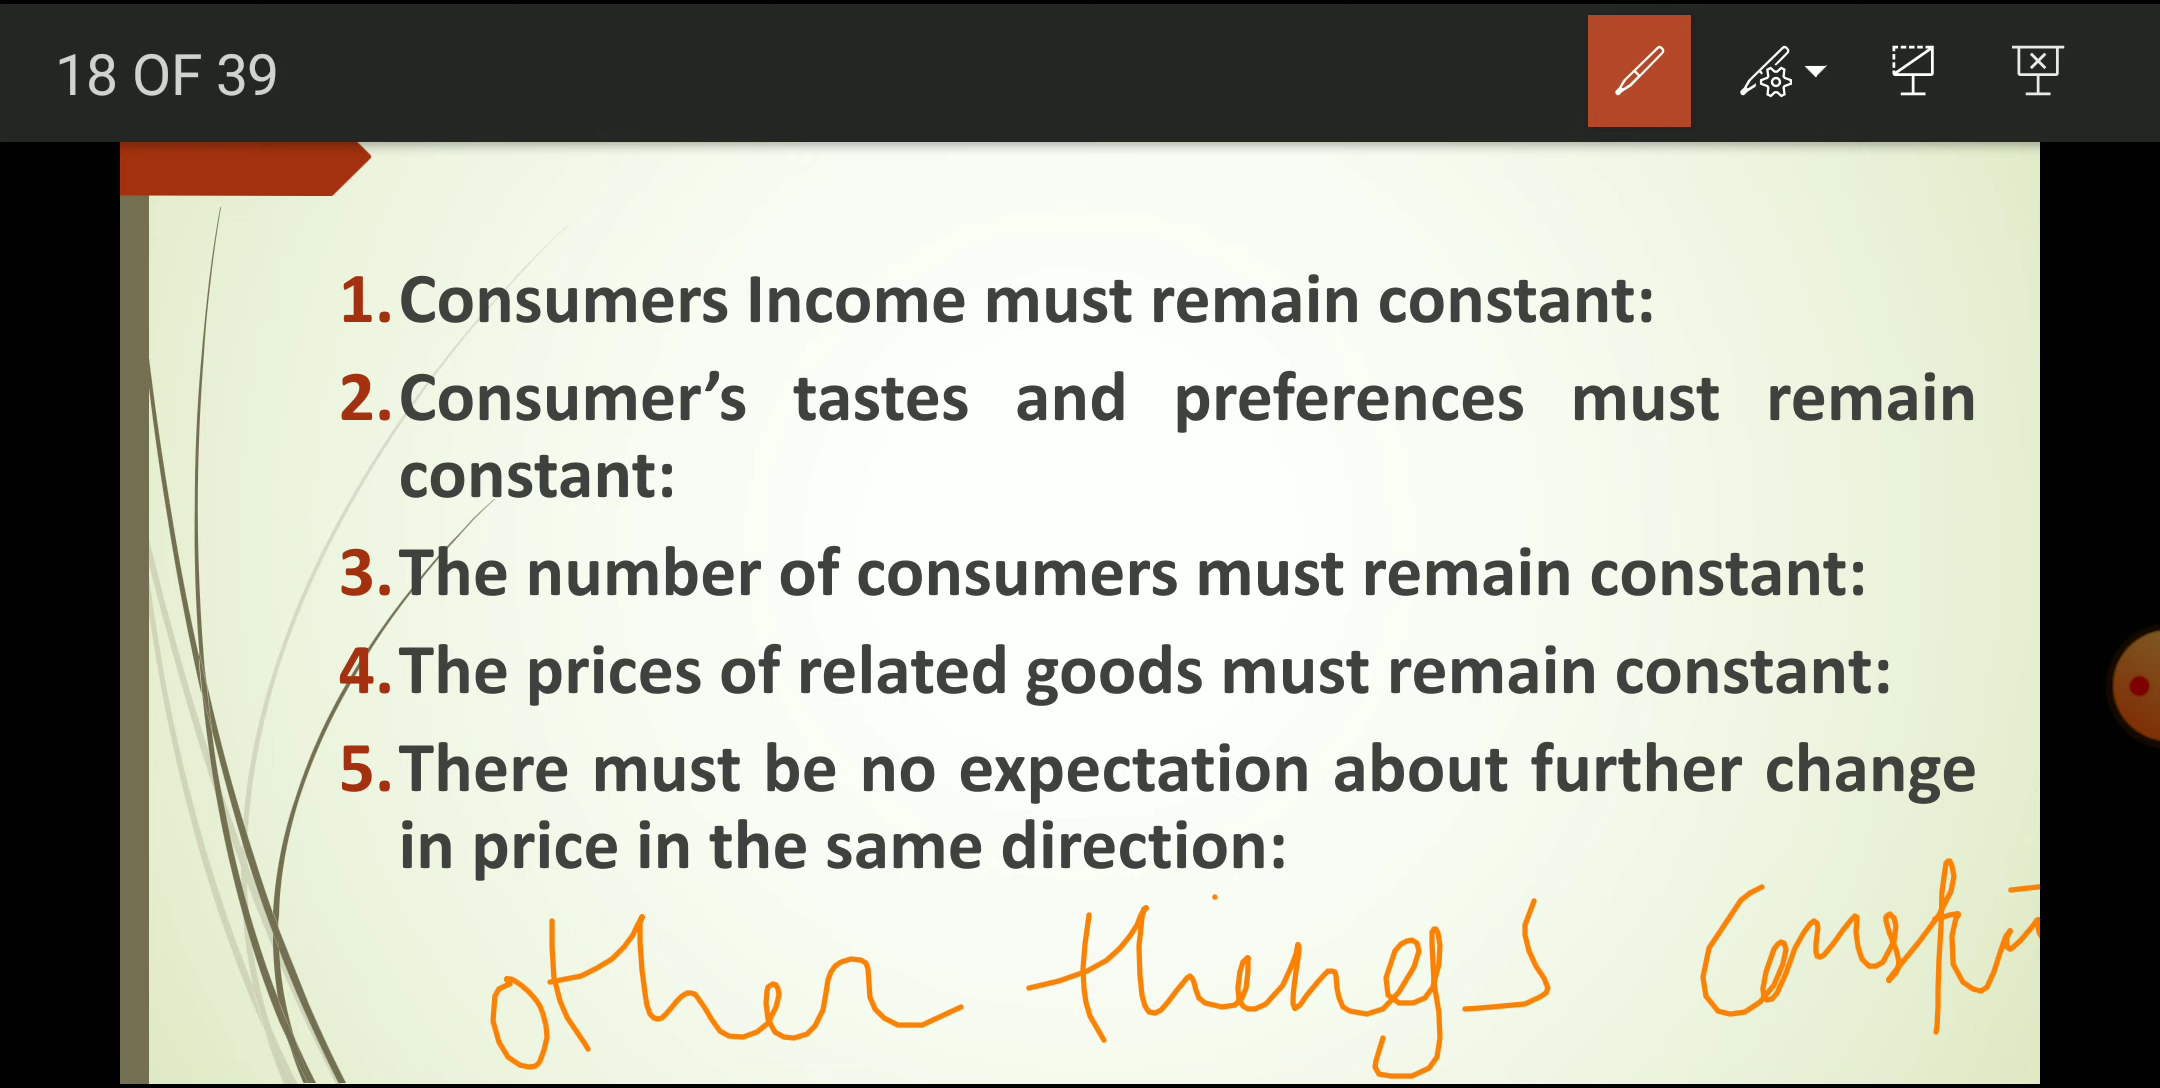 18 OF 39
1. Consumers Income must remain constant:
2. Consumer’s tastes and preferences must remain
constant:
3. The number of consumers must remain constant:
4. The prices of related goods must remain constant:
5. There must be no expectation about further change
in price in the same direction:
other things